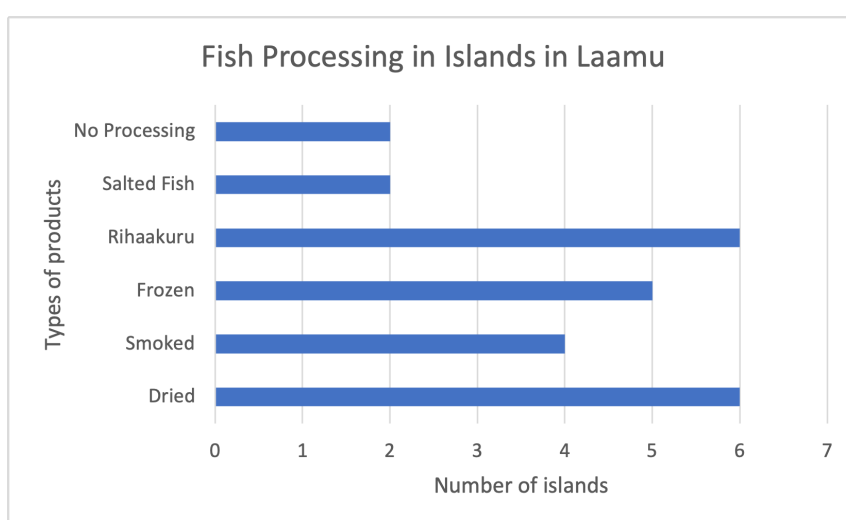 Fish Processing in Islands in Laamu
Types of products
No Processing
Salted Fish
Rihaakuru
Frozen
Smoked
Dried
0 1 2 3 4 5 6 7
Number of islands